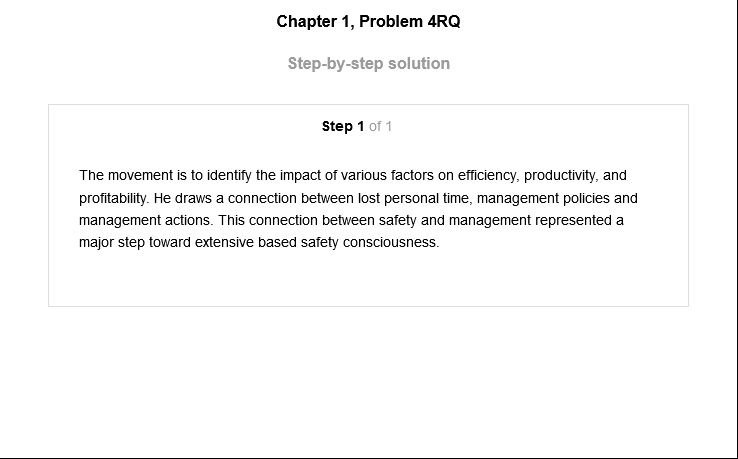 Chapter 1, Problem 4RQ
Step-by-step solution
Step 1 of 1
The movement is to identify the impact of various factors on efficiency, productivity, and
profitability. He draws a connection between lost personal time, management policies and
management actions. This connection between safety and management represented a
major step toward extensive based safety consciousness.